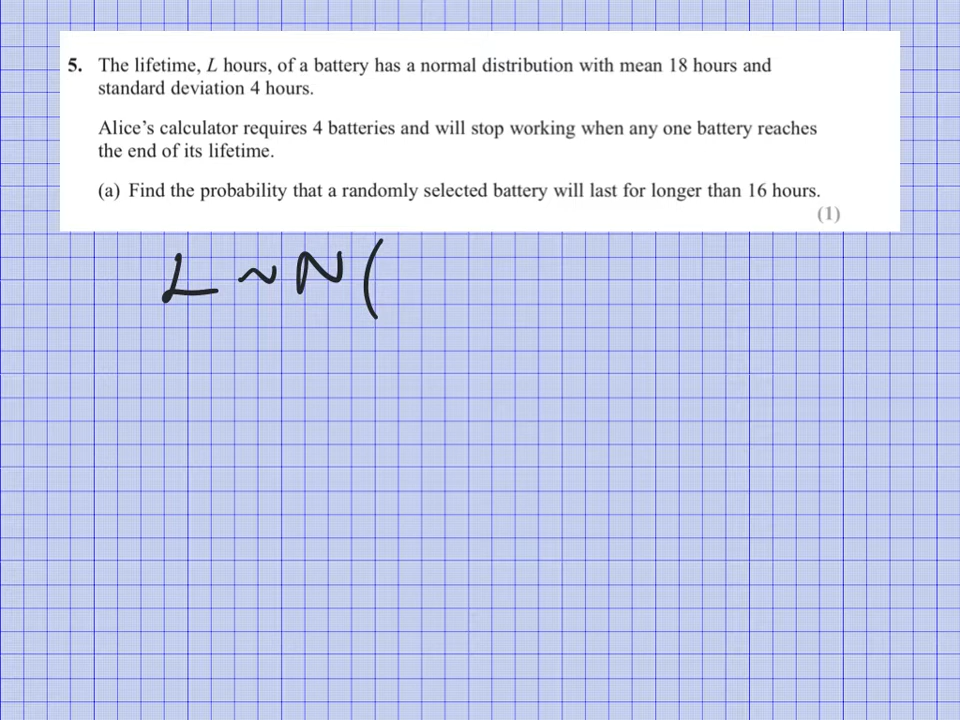 5. The lifetime, L hours, of a battery has a normal distribution with mean 18 hours and
standard deviation 4 hours.
Alice's calculator requires 4 batteries and will stop working when any one battery reaches
the end of its lifetime.
(a) Find the probability that a randomly selected battery will last for longer than 16 hours.
(1)
L ~ N (